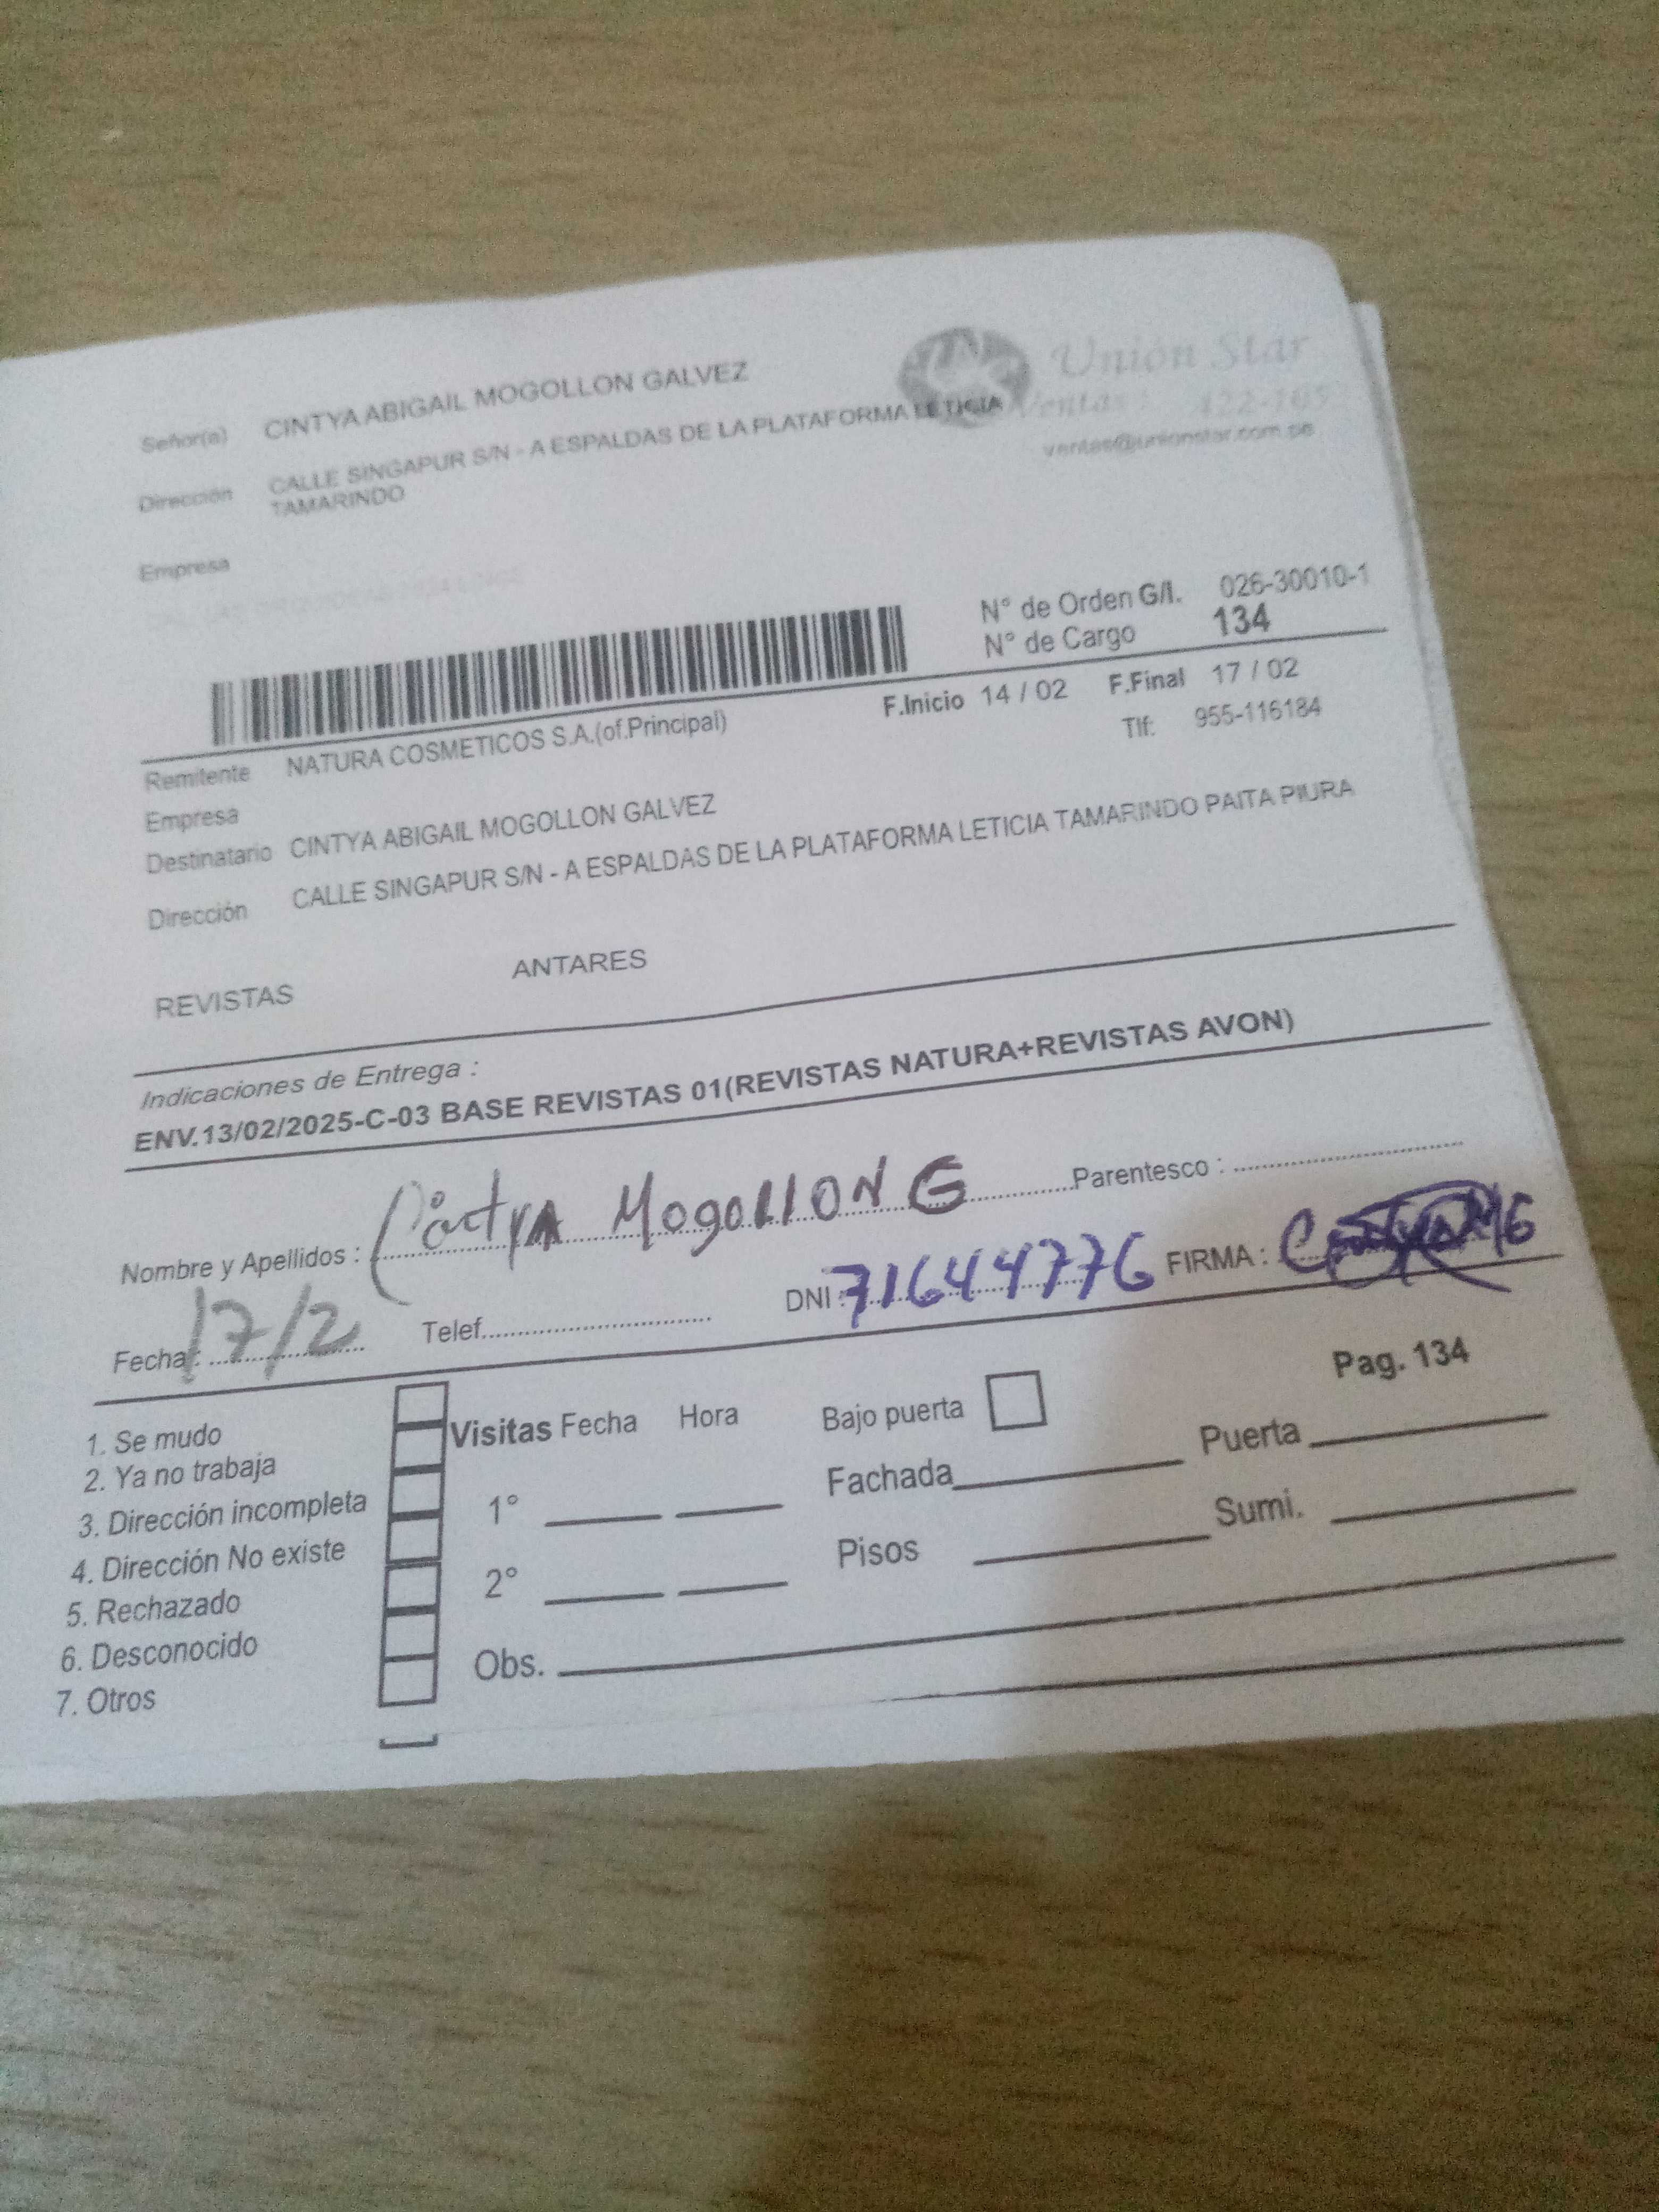 Unión Star
Señor(a) CINTYA ABIGAIL MOGOLLON GALVEZ
Ventas : 422-105
Dirección CALLE SINGAPUR S/N - A ESPALDAS DE LA PLATAFORMA LETICIA
TAMARINDO
ventas@unionstar.com.pe
Empresa
N° de Orden G/I. 026-30010-1
N° de Cargo 134
F.Inicio 14 / 02 F.Final 17 / 02
Remitente NATURA COSMETICOS S.A.(of.Principal)
Tlf: 955-116184
Empresa
Destinatario CINTYA ABIGAIL MOGOLLON GALVEZ
Dirección CALLE SINGAPUR S/N - A ESPALDAS DE LA PLATAFORMA LETICIA TAMARINDO PAITA PIURA
REVISTAS ANTARES
Indicaciones de Entrega :
ENV.13/02/2025-C-03 BASE REVISTAS 01(REVISTAS NATURA+REVISTAS AVON)
Nombre y Apellidos : Cintya Mogollon G Parentesco :
Fecha : 17/2 Telef. DNI : 71644776 FIRMA : Cintya MG
Pag. 134
1. Se mudo
2. Ya no trabaja
3. Dirección incompleta
4. Dirección No existe
5. Rechazado
6. Desconocido
7. Otros
Visitas Fecha Hora
1°
2°
Obs.
Bajo puerta
Fachada Puerta
Pisos Sumi.